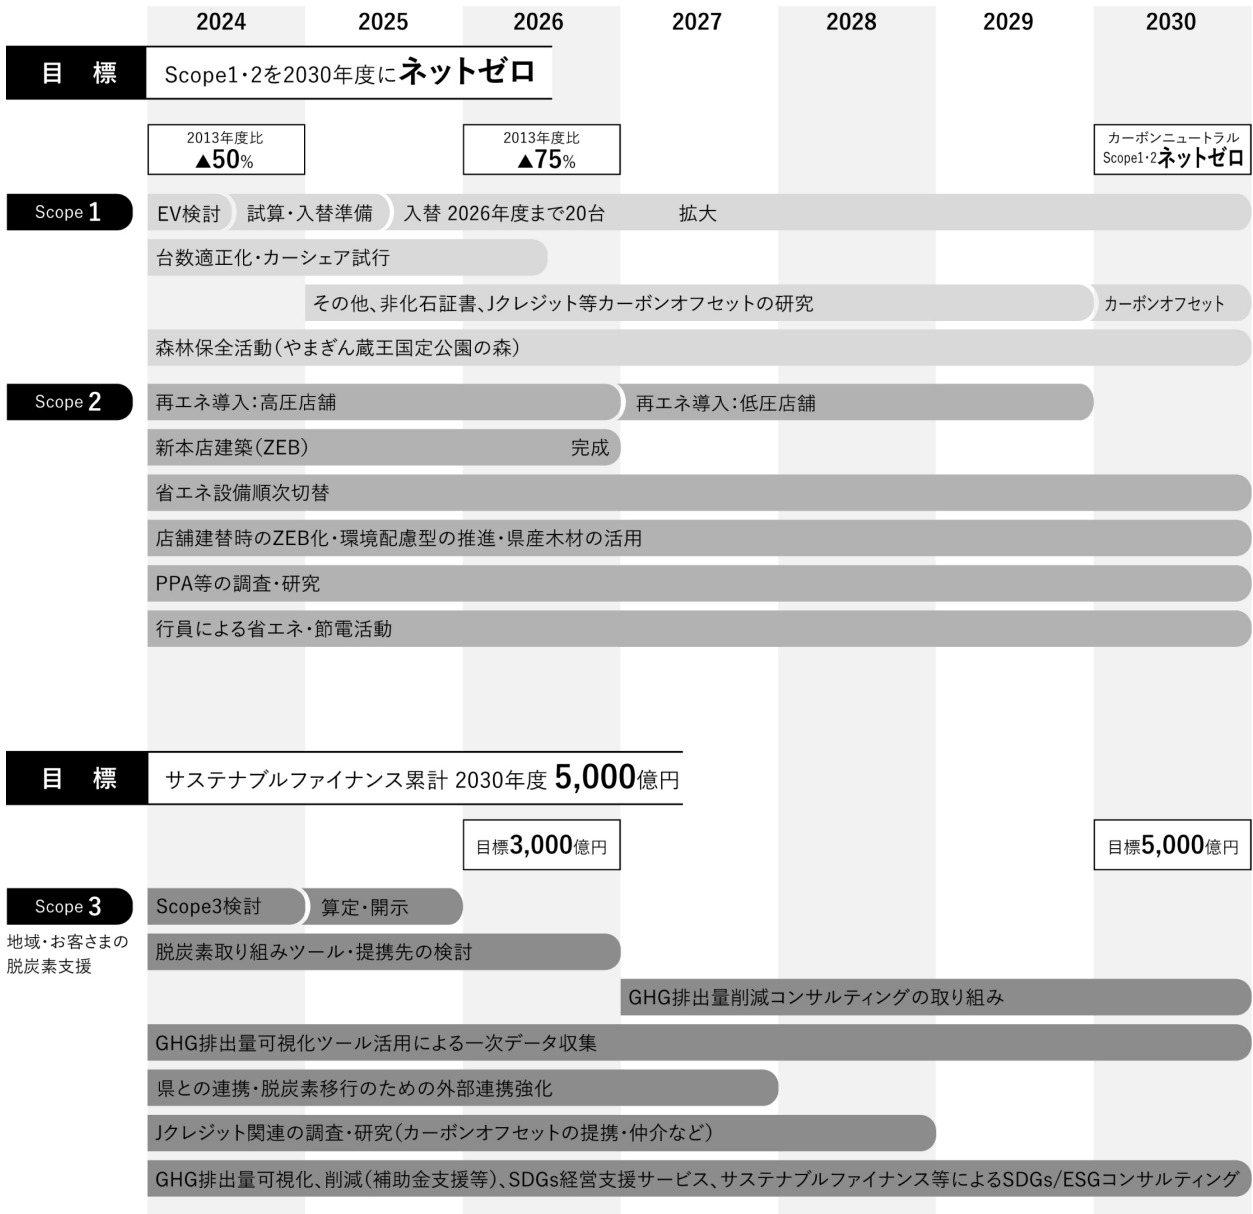 2024 2025 2026 2027 2028 2029 2030
目 標 Scope1・2を2030年度にネットゼロ
2013年度比
▲50%
2013年度比
▲75%
カーボンニュートラル
Scope1・2ネットゼロ
Scope 1
EV検討 試算・入替準備 入替 2026年度まで20台 拡大
台数適正化・カーシェア試行
その他、非化石証書、Jクレジット等カーボンオフセットの研究 カーボンオフセット
森林保全活動（やまぎん蔵王国定公園の森）
Scope 2
再エネ導入：高圧店舗 再エネ導入：低圧店舗
新本店建築（ZEB） 完成
省エネ設備順次切替
店舗建替時のZEB化・環境配慮型の推進・県産木材の活用
PPA等の調査・研究
行員による省エネ・節電活動
目 標 サステナブルファイナンス累計 2030年度 5,000億円
目標3,000億円
目標5,000億円
Scope 3
地域・お客さまの
脱炭素支援
Scope3検討 算定・開示
脱炭素取り組みツール・提携先の検討
GHG排出量削減コンサルティングの取り組み
GHG排出量可視化ツール活用による一次データ収集
県との連携・脱炭素移行のための外部連携強化
Jクレジット関連の調査・研究（カーボンオフセットの提携・仲介など）
GHG排出量可視化、削減（補助金支援等）、SDGs経営支援サービス、サステナブルファイナンス等によるSDGs/ESGコンサルティング